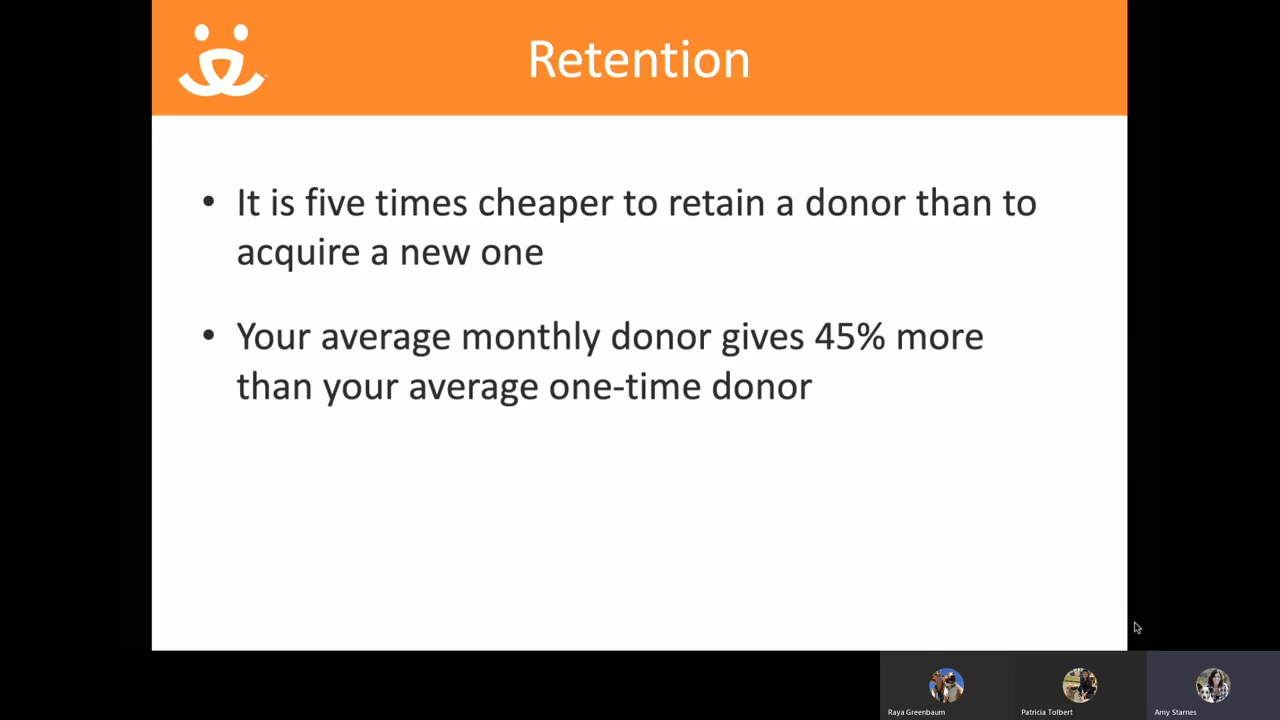 Retention
• It is five times cheaper to retain a donor than to
acquire a new one
• Your average monthly donor gives 45% more
than your average one-time donor
Raya Greenbaum
Patricia Tolbert
Amy Starnes